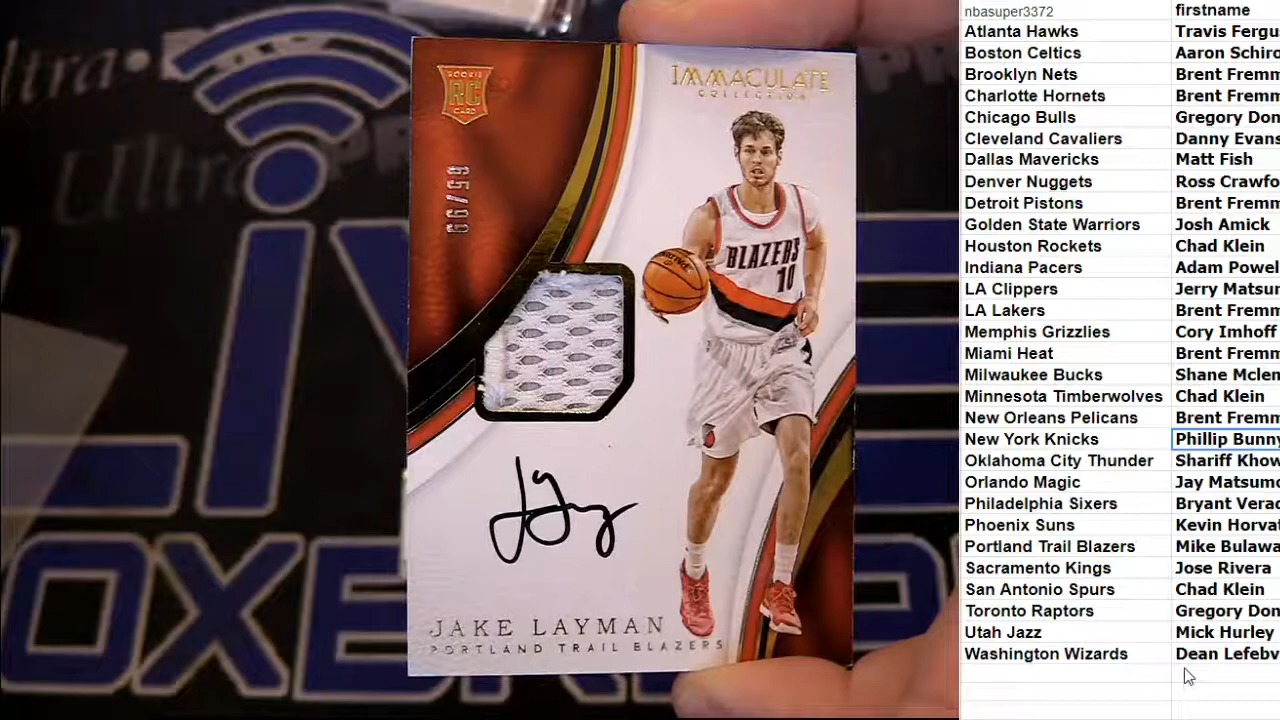 ROOKIE
RC
CARD
IMMACULATE
COLLECTION
65/99
BLAZERS
10
JAKE LAYMAN
PORTLAND TRAIL BLAZERS
Ultra
nbasuper3372 firstname
Atlanta Hawks Travis Fergu
Boston Celtics Aaron Schiro
Brooklyn Nets Brent Fremm
Charlotte Hornets Brent Fremm
Chicago Bulls Gregory Don
Cleveland Cavaliers Danny Evans
Dallas Mavericks Matt Fish
Denver Nuggets Ross Crawfo
Detroit Pistons Brent Fremm
Golden State Warriors Josh Amick
Houston Rockets Chad Klein
Indiana Pacers Adam Powel
LA Clippers Jerry Matsur
LA Lakers Brent Fremm
Memphis Grizzlies Cory Imhoff
Miami Heat Brent Fremm
Milwaukee Bucks Shane Mclem
Minnesota Timberwolves Chad Klein
New Orleans Pelicans Brent Fremm
New York Knicks Phillip Bunny
Oklahoma City Thunder Shariff Khow
Orlando Magic Jay Matsumo
Philadelphia Sixers Bryant Verac
Phoenix Suns Kevin Horvat
Portland Trail Blazers Mike Bulawa
Sacramento Kings Jose Rivera
San Antonio Spurs Chad Klein
Toronto Raptors Gregory Don
Utah Jazz Mick Hurley
Washington Wizards Dean Lefebv